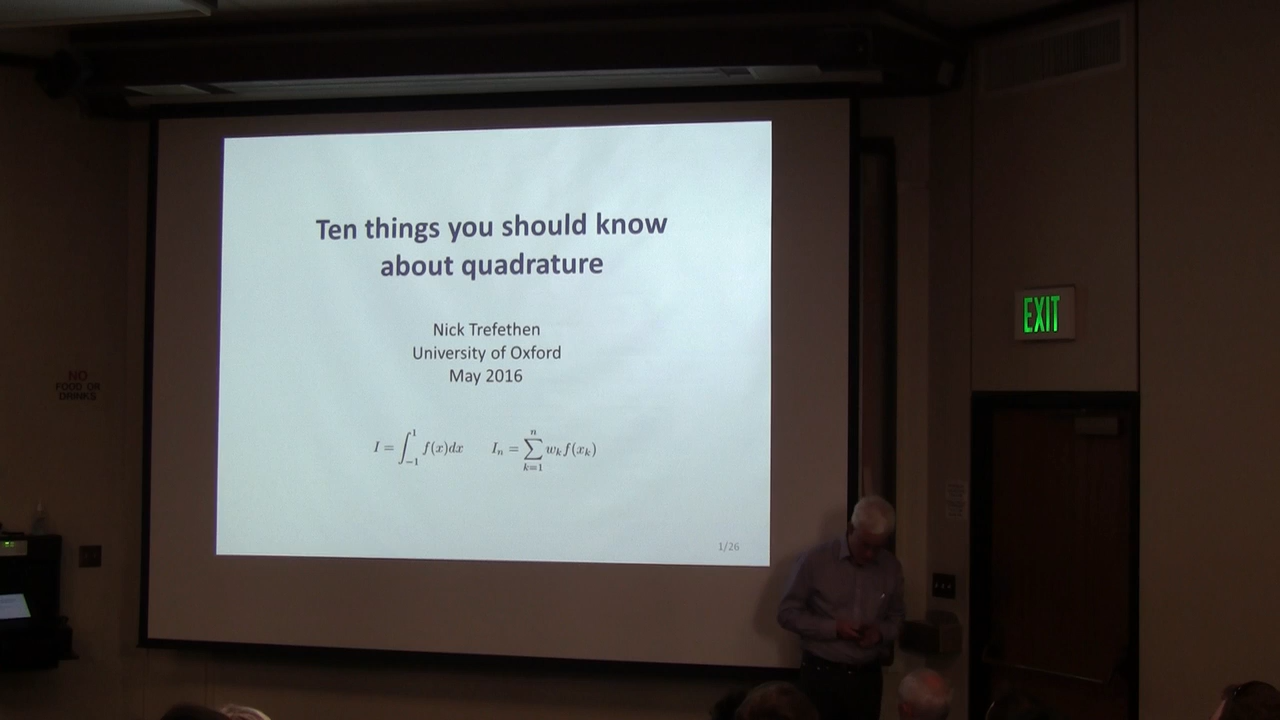 Ten things you should know
about quadrature
Nick Trefethen
University of Oxford
May 2016
I = ∫_{-1}^{1} f(x)dx   I_n = ∑_{k=1}^{n} w_k f(x_k)
1/26
EXIT
NO
FOOD OR
DRINKS